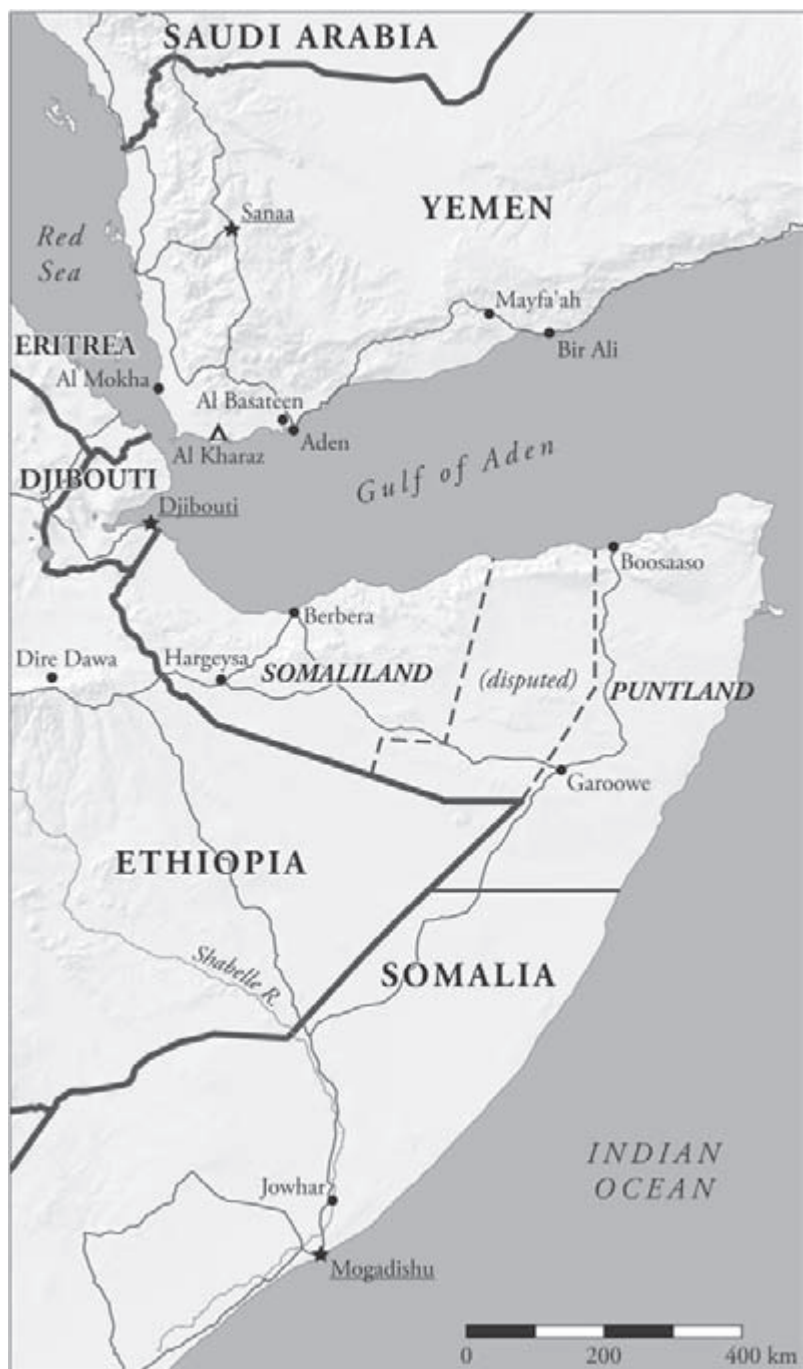 SAUDI ARABIA
YEMEN
Sanaa
Red
Sea
Mayfa'ah
Bir Ali
ERITREA
Al Mokha
Al Basateen
Aden
Al Kharaz
Gulf of Aden
DJIBOUTI
Djibouti
Boosaaso
Berbera
Dire Dawa
Hargeysa
SOMALILAND
(disputed)
PUNTLAND
Garoowe
ETHIOPIA
Shabelle R.
SOMALIA
INDIAN
OCEAN
Jowhar
Mogadishu
0 200 400 km